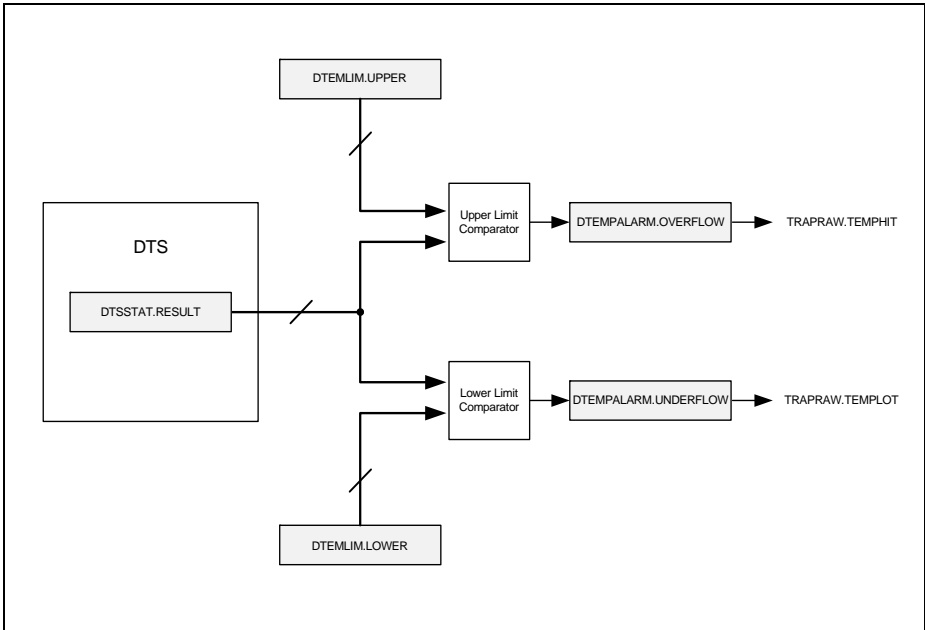 DTEMLIM.UPPER
Upper Limit
Comparator
DTEMPALARM.OVERFLOW
TRAPRAW.TEMPHIT
DTS
DTSSTAT.RESULT
Lower Limit
Comparator
DTEMPALARM.UNDERFLOW
TRAPRAW.TEMPLOT
DTEMLIM.LOWER